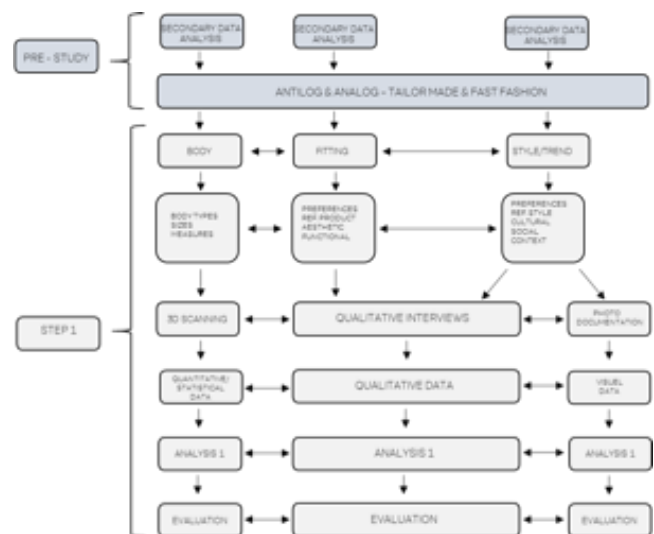 SECONDARY DATA
ANALYSIS
SECONDARY DATA
ANALYSIS
SECONDARY DATA
ANALYSIS
PRE - STUDY
ANTILOG & ANALOG – TAILOR MADE & FAST FASHION
BODY
FITTING
STYLE/TREND
BODY TYPES
SIZES
MEASURES
PREFERENCES
REF. PRODUCT
AESTHETIC
FUNCTIONAL
PREFERENCES
REF. STYLE
CULTURAL
SOCIAL
CONTEXT
STEP 1
3D SCANNING
QUALITATIVE INTERVIEWS
PHOTO
DOCUMENTATION
QUANTITATIVE/
STATISTICAL
DATA
QUALITATIVE DATA
VISUEL
DATA
ANALYSIS 1
ANALYSIS 1
ANALYSIS 1
EVALUATION
EVALUATION
EVALUATION